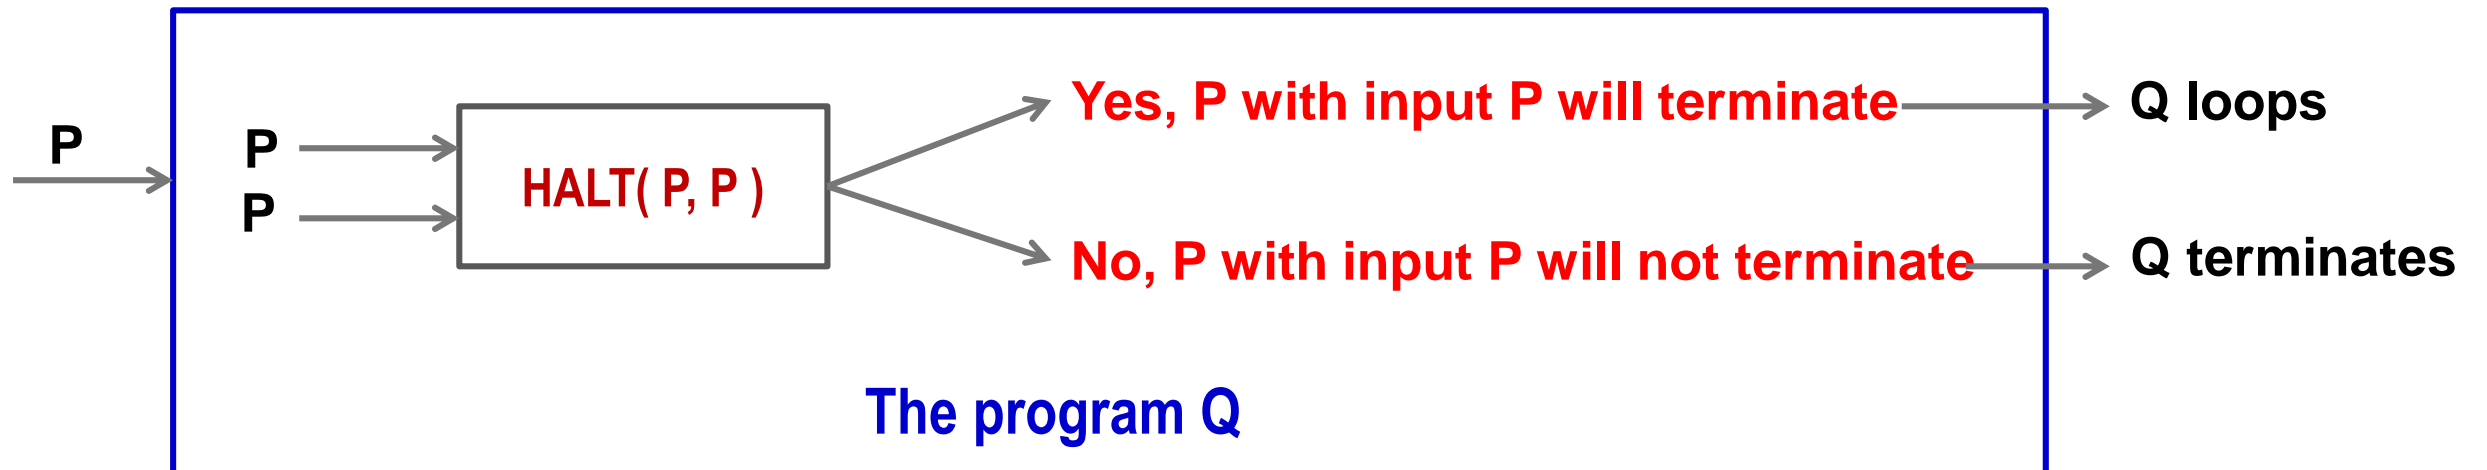 P
P
P
HALT( P, P )
Yes, P with input P will terminate
Q loops
No, P with input P will not terminate
Q terminates
The program Q